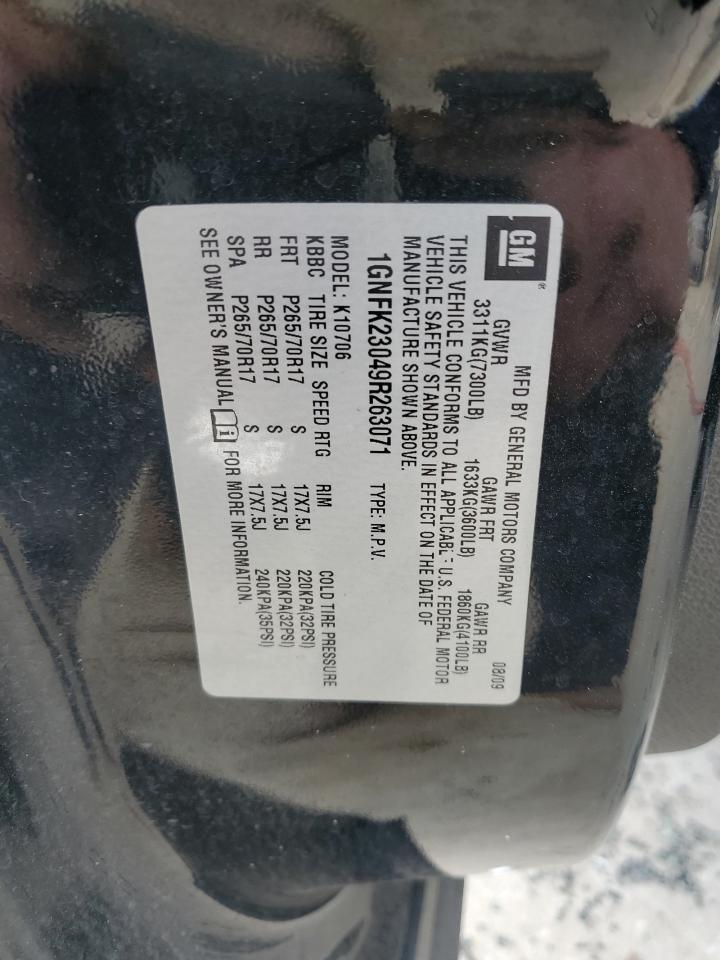 GM®
MFD BY GENERAL MOTORS COMPANY
08/09
GVWR GAWR FRT GAWR RR
3311KG(7300LB) 1633KG(3600LB) 1860KG(4100LB)
THIS VEHICLE CONFORMS TO ALL APPLICABLE U.S. FEDERAL MOTOR
VEHICLE SAFETY STANDARDS IN EFFECT ON THE DATE OF
MANUFACTURE SHOWN ABOVE.
1GNFK23049R263071 TYPE: M.P.V.
MODEL: K10706
KBBC TIRE SIZE SPEED RTG RIM COLD TIRE PRESSURE
FRT P265/70R17 S 17X7.5J 220KPA(32PSI)
RR P265/70R17 S 17X7.5J 220KPA(32PSI)
SPA P265/70R17 S 17X7.5J 240KPA(35PSI)
SEE OWNER'S MANUAL i FOR MORE INFORMATION.